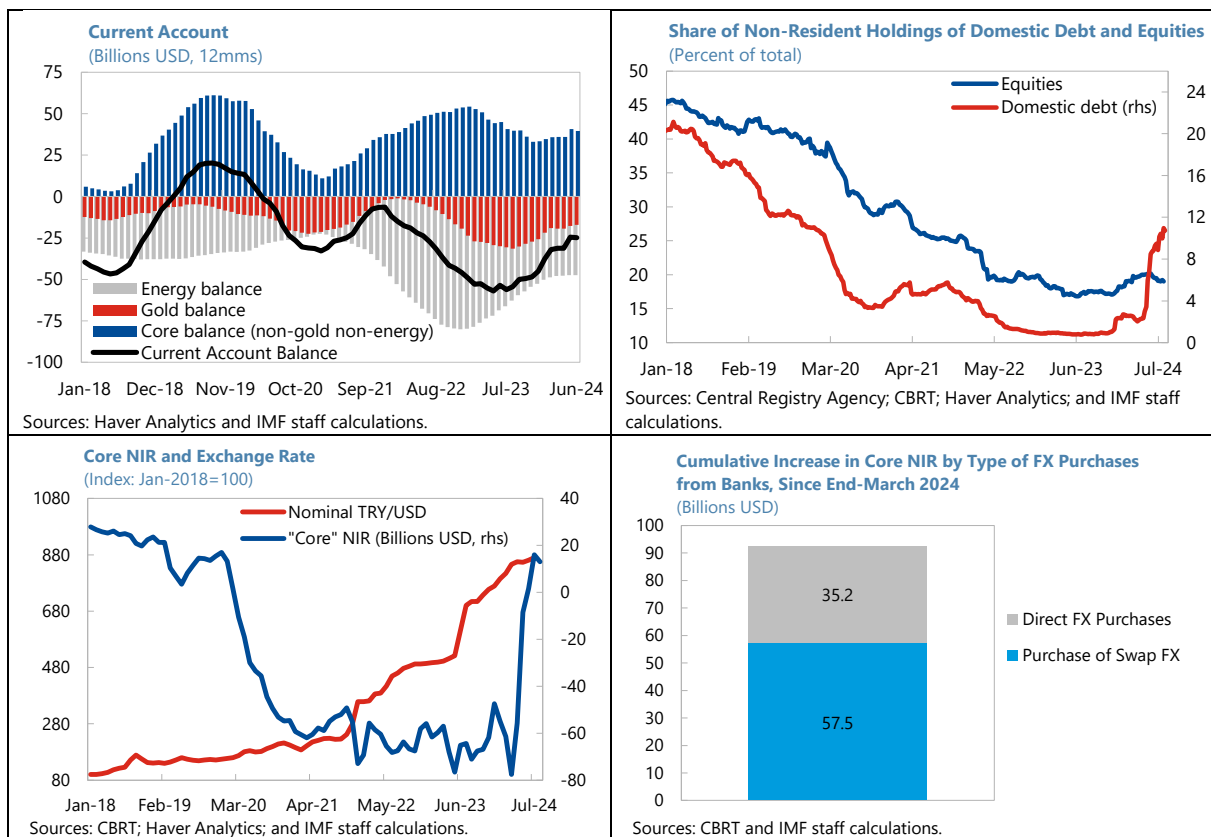 Current Account
(Billions USD, 12mms)
75
50
25
0
-25
-50
-75
-100
Energy balance
Gold balance
Core balance (non-gold non-energy)
Current Account Balance
Jan-18 Dec-18 Nov-19 Oct-20 Sep-21 Aug-22 Jul-23 Jun-24
Sources: Haver Analytics and IMF staff calculations.
Share of Non-Resident Holdings of Domestic Debt and Equities
(Percent of total)
50
45
40
35
30
25
20
15
10
Equities
Domestic debt (rhs)
24
20
16
12
8
4
0
Jan-18 Feb-19 Mar-20 Apr-21 May-22 Jun-23 Jul-24
Sources: Central Registry Agency; CBRT; Haver Analytics; and IMF staff
calculations.
Core NIR and Exchange Rate
(Index: Jan-2018=100)
1080
880
680
480
280
80
Nominal TRY/USD
"Core" NIR (Billions USD, rhs)
40
20
0
-20
-40
-60
-80
Jan-18 Feb-19 Mar-20 Apr-21 May-22 Jun-23 Jul-24
Sources: CBRT; Haver Analytics; and IMF staff calculations.
Cumulative Increase in Core NIR by Type of FX Purchases
from Banks, Since End-March 2024
(Billions USD)
100
90
80
70
60
50
40
30
20
10
0
35.2
57.5
Direct FX Purchases
Purchase of Swap FX
Sources: CBRT and IMF staff calculations.